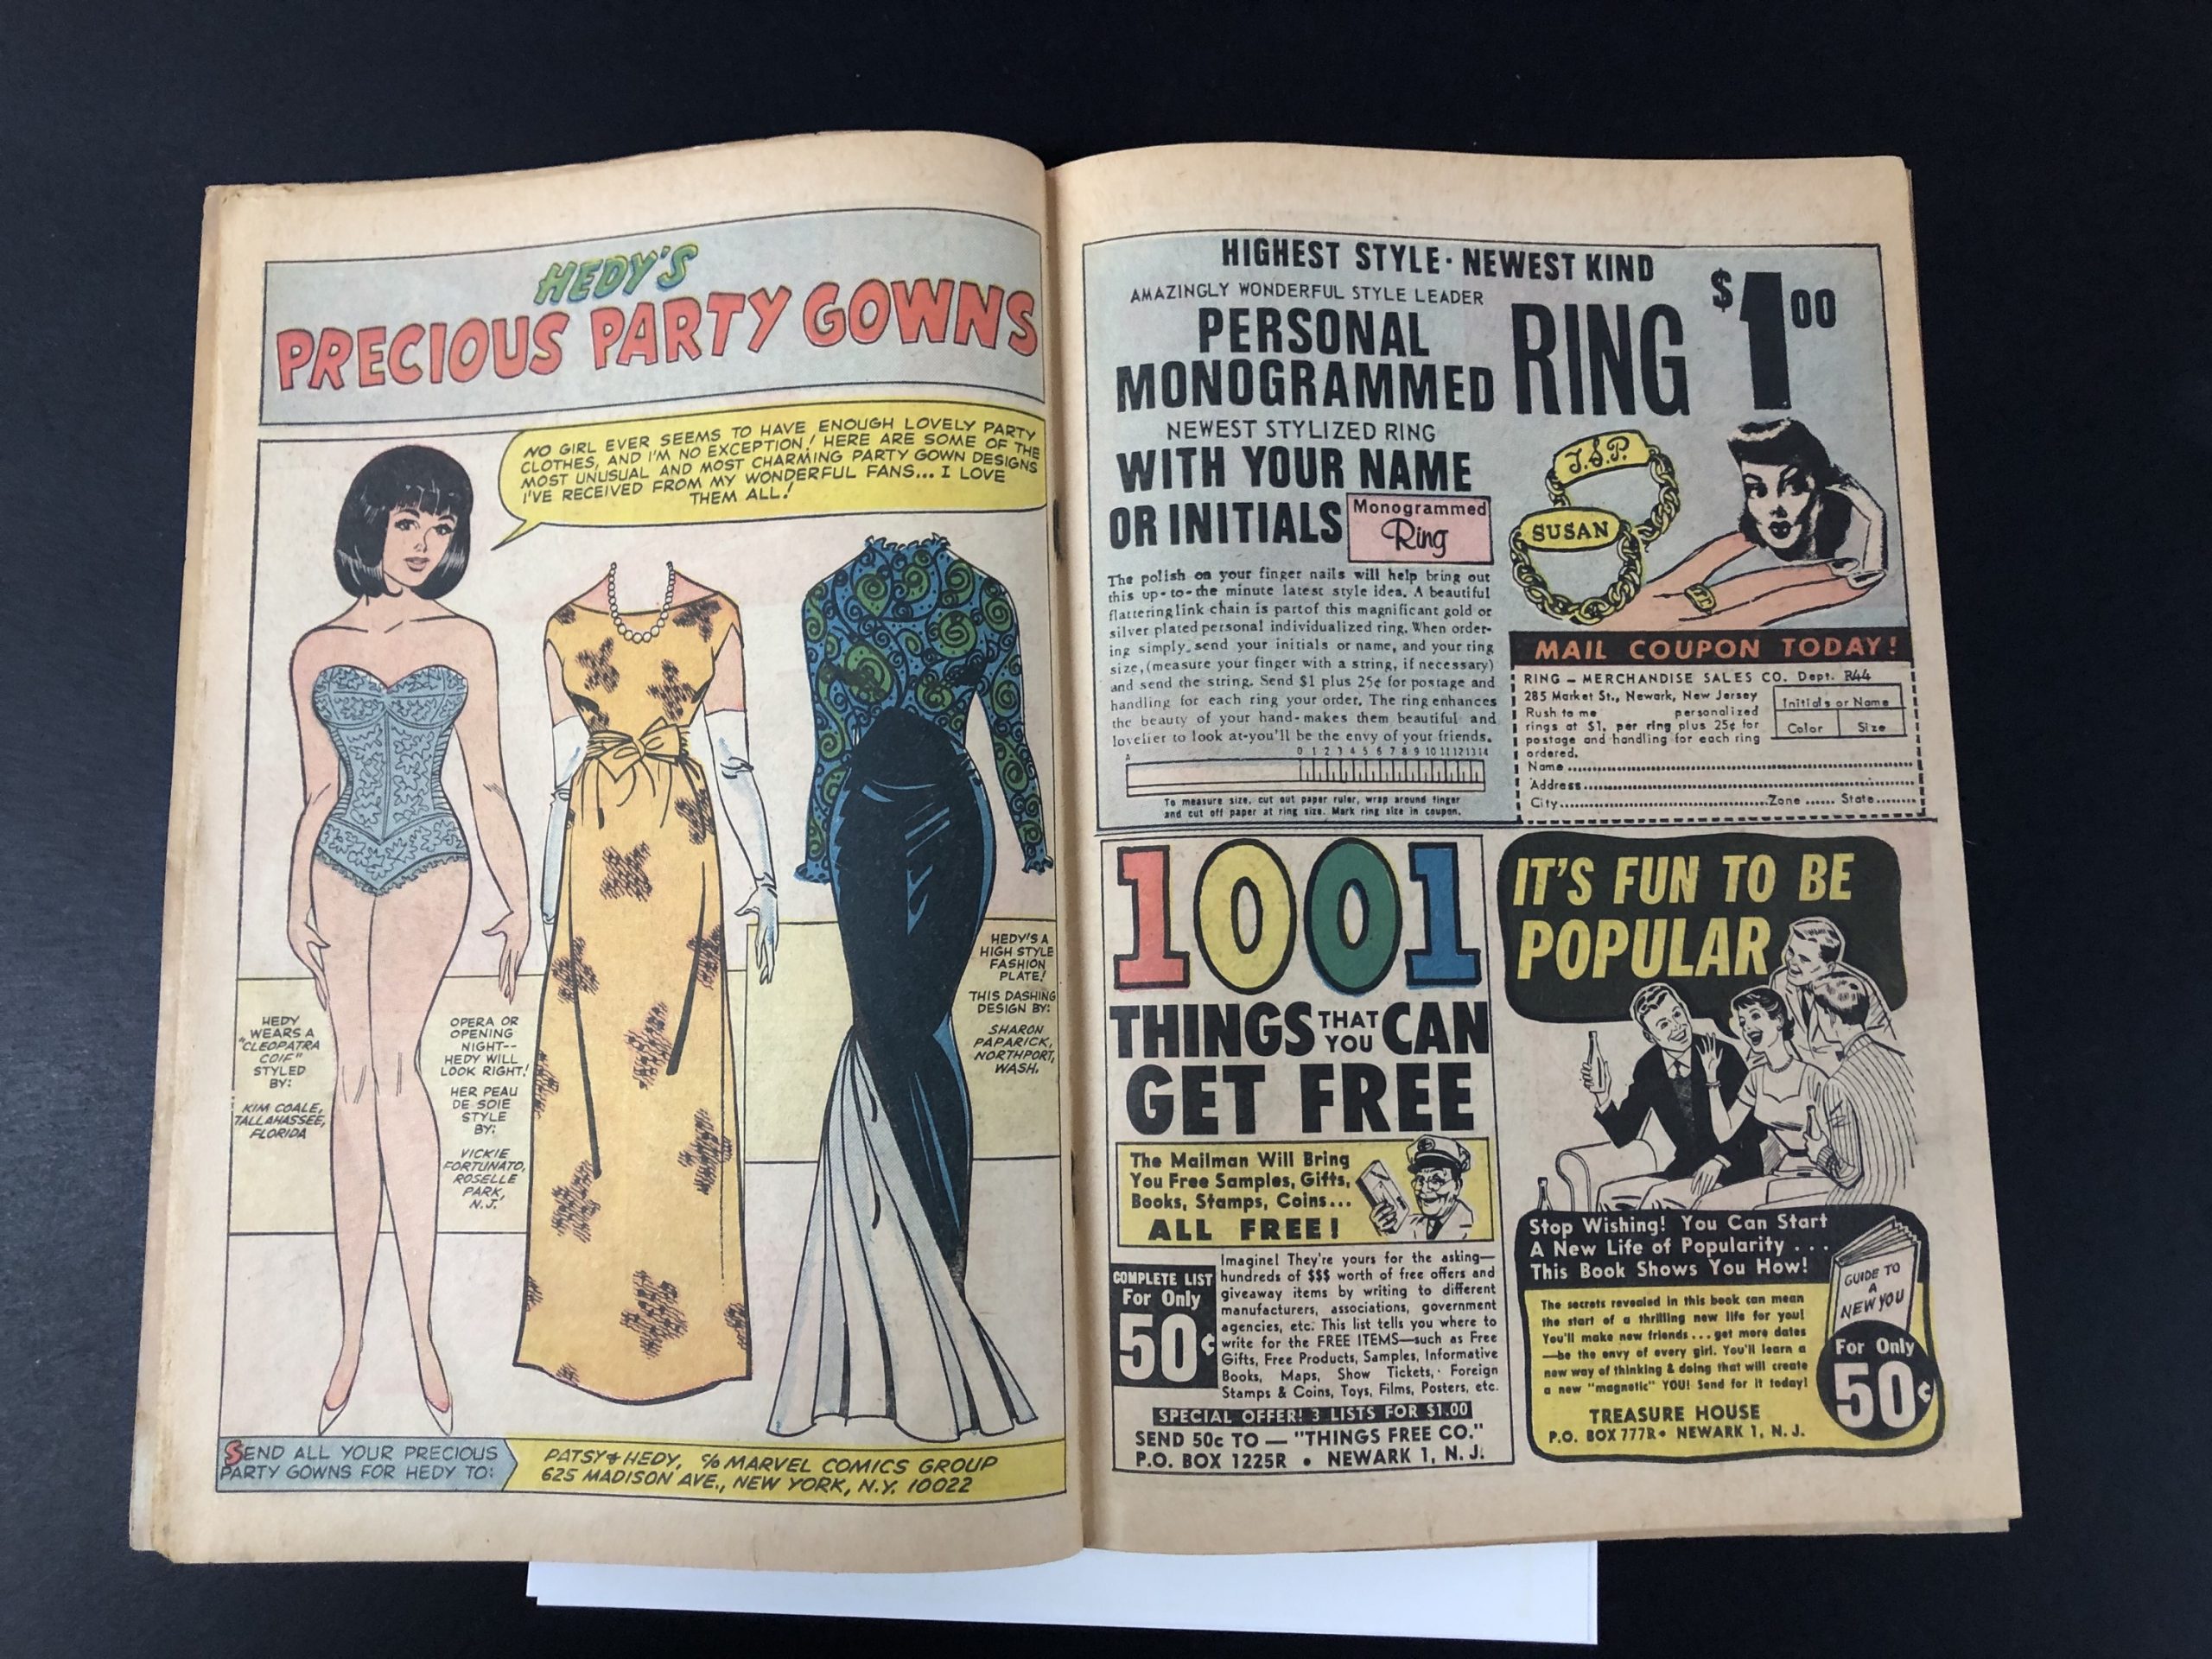 HEDY'S
PRECIOUS PARTY GOWNS
NO GIRL EVER SEEMS TO HAVE ENOUGH LOVELY PARTY
CLOTHES, AND I'M NO EXCEPTION! HERE ARE SOME OF THE
MOST UNUSUAL AND MOST CHARMING PARTY GOWN DESIGNS
I'VE RECEIVED FROM MY WONDERFUL FANS... I LOVE
THEM ALL!
HEDY
WEARS A
"CLEOPATRA
COIF"
STYLED
BY:
KIM COALE,
TALLAHASSEE,
FLORIDA
OPERA OR
OPENING
NIGHT--
HEDY WILL
LOOK RIGHT!
HER PEAU
DE SOIE
STYLE
BY:
VICKIE
FORTUNATO,
ROSELLE
PARK,
N.J.
HEDY'S A
HIGH STYLE
FASHION
PLATE!
THIS DASHING
DESIGN BY:
SHARON
PAPARICK,
NORTHPORT,
WASH.
SEND ALL YOUR PRECIOUS
PARTY GOWNS FOR HEDY TO:
PATSY & HEDY, c/o MARVEL COMICS GROUP
625 MADISON AVE., NEW YORK, N.Y. 10022
HIGHEST STYLE · NEWEST KIND
AMAZINGLY WONDERFUL STYLE LEADER
PERSONAL
MONOGRAMMED
RING $1.00
NEWEST STYLIZED RING
WITH YOUR NAME
OR INITIALS
Monogrammed
Ring
J.S.P.
SUSAN
The polish on your finger nails will help bring out
this up-to-the minute latest style idea. A beautiful
flattering link chain is part of this magnificant gold or
silver plated personal individualized ring. When order-
ing simply send your initials or name, and your ring
size, (measure your finger with a string, if necessary)
and send the string. Send $1 plus 25¢ for postage and
handling for each ring your order. The ring enhances
the beauty of your hand-makes them beautiful and
lovelier to look at-you'll be the envy of your friends.
0 1 2 3 4 5 6 7 8 9 10 11 12 13 14
To measure size, cut out paper ruler, wrap around finger
and cut off paper at ring size. Mark ring size in coupon.
MAIL COUPON TODAY!
RING — MERCHANDISE SALES CO. Dept. R44
285 Market St., Newark, New Jersey
Rush to me personalized
rings at $1. per ring plus 25¢ for
postage and handling for each ring
ordered.
Initials or Name
Color Size
Name
Address
City Zone State
1001
THINGS THAT YOU CAN
GET FREE
The Mailman Will Bring
You Free Samples, Gifts,
Books, Stamps, Coins...
ALL FREE!
COMPLETE LIST
For Only
50¢
Imagine! They're yours for the asking—
hundreds of $$$ worth of free offers and
giveaway items by writing to different
manufacturers, associations, government
agencies, etc. This list tells you where to
write for the FREE ITEMS—such as Free
Gifts, Free Products, Samples, Informative
Books, Maps, Show Tickets, Foreign
Stamps & Coins, Toys, Films, Posters, etc.
SPECIAL OFFER! 3 LISTS FOR $1.00
SEND 50c TO — "THINGS FREE CO."
P.O. BOX 1225R • NEWARK 1, N. J.
IT'S FUN TO BE
POPULAR
Stop Wishing! You Can Start
A New Life of Popularity . . .
This Book Shows You How!
GUIDE TO
A
NEW YOU
The secrets revealed in this book can mean
the start of a thrilling new life for you!
You'll make new friends . . . get more dates
—be the envy of every girl. You'll learn a
new way of thinking & doing that will create
a new "magnetic" YOU! Send for it today!
For Only
50¢
TREASURE HOUSE
P.O. BOX 777R • NEWARK 1, N. J.